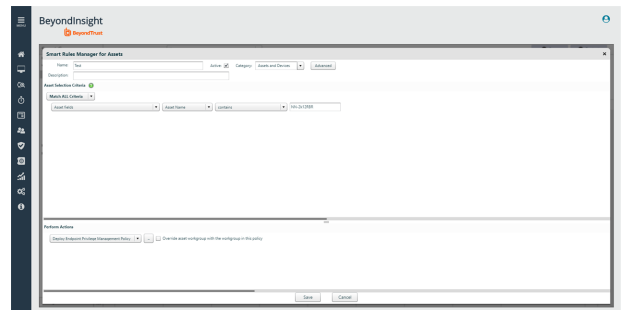 MENU
BeyondInsight
BeyondTrust
Smart Rules Manager for Assets
Name: Test Active: Category: Assets and Devices Advanced
Description:
Asset Selection Criteria
Match ALL Criteria
Asset fields Asset Name contains
Perform Actions
Deploy Endpoint Privilege Management Policy ... Override asset workgroup with the workgroup in this policy
Save Cancel